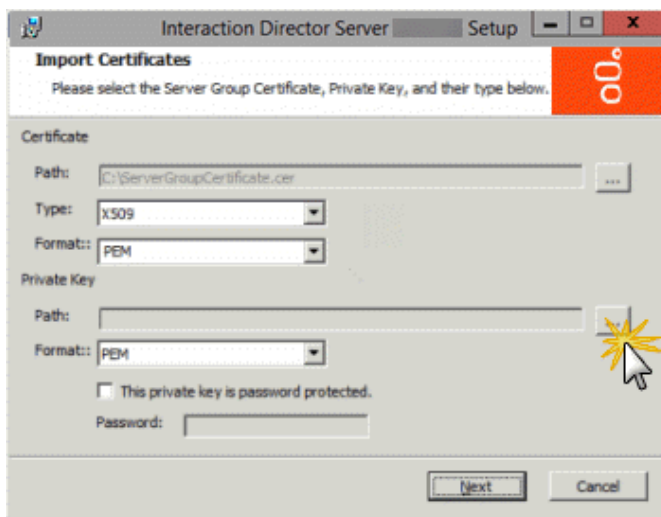 Interaction Director Server Setup
Import Certificates
Please select the Server Group Certificate, Private Key, and their type below.
Certificate
Path: C:\ServerGroupCertificate.cer ...
Type: X509
Format:: PEM
Private Key
Path: ...
Format:: PEM
This private key is password protected.
Password:
Next Cancel